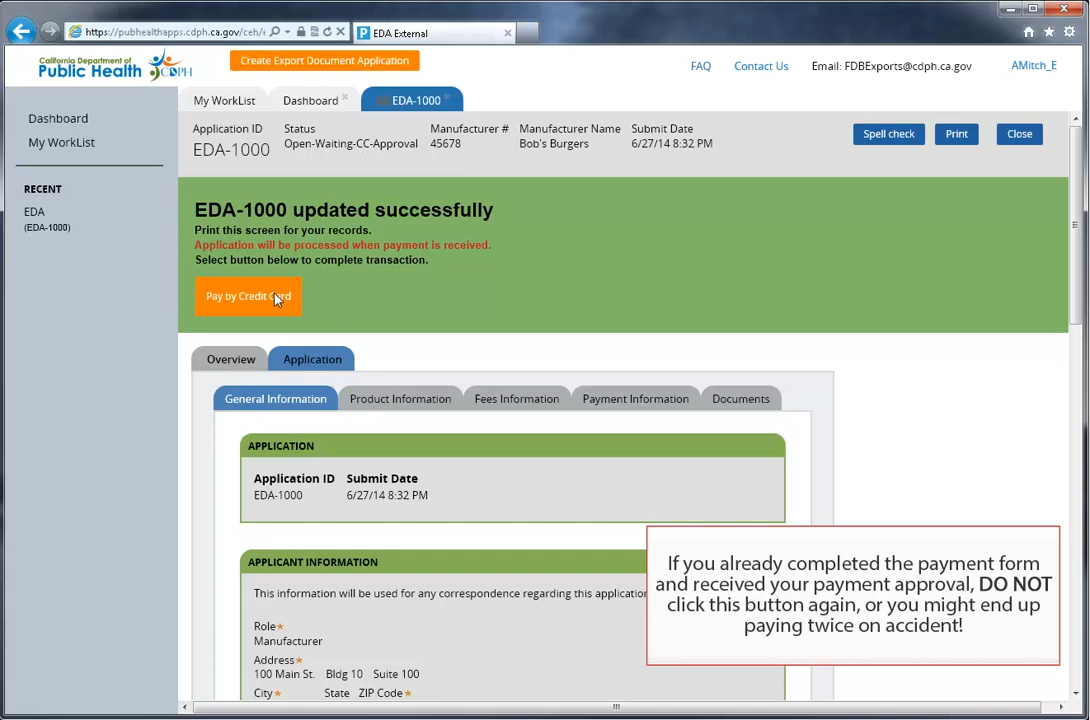 https://pubhealthapps.cdph.ca.gov/ceh/
EDA External
California Department of
Public Health
CDPH
Create Export Document Application
FAQ
Contact Us
Email: FDBExports@cdph.ca.gov
AMitch_E
Dashboard
My WorkList
RECENT
EDA
(EDA-1000)
My WorkList
Dashboard
EDA-1000
Application ID
EDA-1000
Status
Open-Waiting-CC-Approval
Manufacturer #
45678
Manufacturer Name
Bob's Burgers
Submit Date
6/27/14 8:32 PM
Spell check
Print
Close
EDA-1000 updated successfully
Print this screen for your records.
Application will be processed when payment is received.
Select button below to complete transaction.
Pay by Credit Card
Overview
Application
General Information
Product Information
Fees Information
Payment Information
Documents
APPLICATION
Application ID Submit Date
EDA-1000 6/27/14 8:32 PM
APPLICANT INFORMATION
This information will be used for any correspondence regarding this application
Role*
Manufacturer
Address*
100 Main St. Bldg 10 Suite 100
City* State ZIP Code*
If you already completed the payment form
and received your payment approval, DO NOT
click this button again, or you might end up
paying twice on accident!